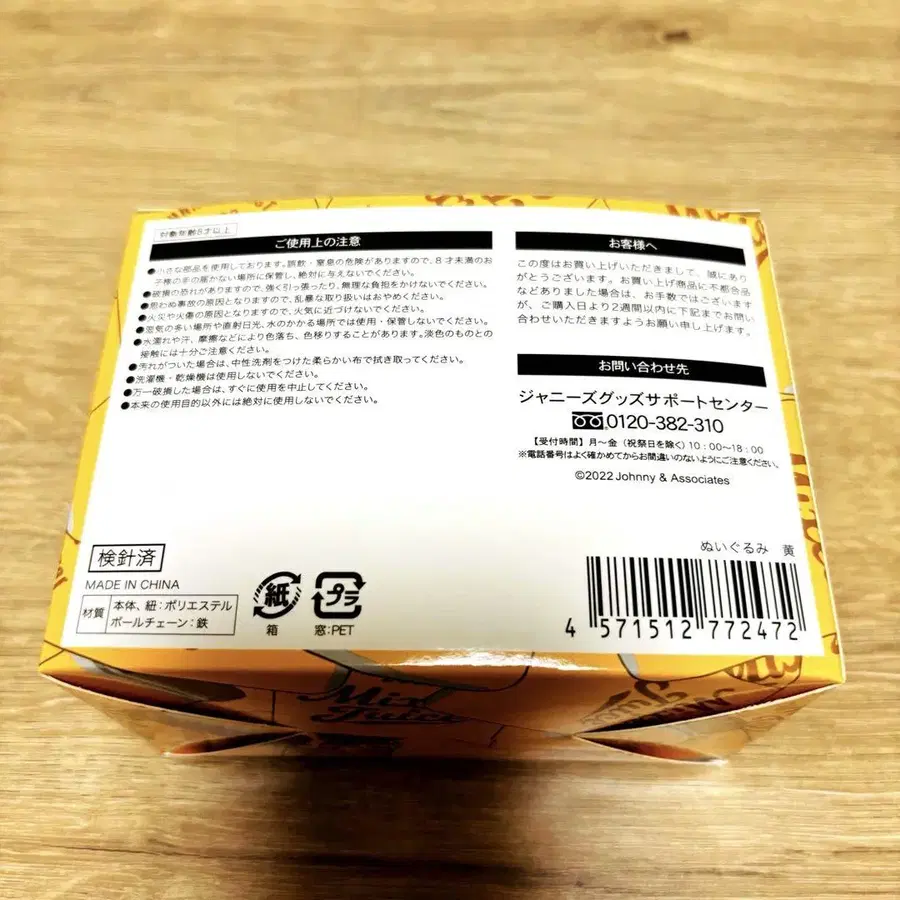 対象年齢8才以上
ご使用上の注意
●小さな部品を使用しております。誤飲・窒息の危険がありますので、8才未満のお
子様の手の届かない場所に保管し、絶対に与えないでください。
●破損の恐れがありますので、強く引っ張ったり、無理な負担をかけないでください。
●思わぬ事故の原因となりますので、乱暴な取り扱いはおやめください。
●火災や火傷の原因となりますので、火気に近づけないでください。
●湿気の多い場所や直射日光、水のかかる場所では使用・保管しないでください。
●水濡れや汗、摩擦などにより色落ち、色移りすることがあります。淡色のものとの
接触には十分ご注意ください。
●汚れがついた場合は、中性洗剤をつけた柔らかい布で拭き取ってください。
●洗濯機・乾燥機は使用しないでください。
●万一破損した場合は、すぐに使用を中止してください。
●本来の使用目的以外には絶対に使用しないでください。
お客様へ
この度はお買い上げいただきまして、誠にあり
がとうございます。お買い上げ商品に不都合品
などありました場合は、お手数ではございます
が、ご購入日より2週間以内に下記までお問い
合わせいただきますようお願い申し上げます。
お問い合わせ先
ジャニーズグッズサポートセンター
0120-382-310
【受付時間】月〜金(祝祭日を除く)10:00〜18:00
※電話番号はよく確かめてからお間違いのないようにご注意ください。
©2022 Johnny & Associates
検針済
MADE IN CHINA
材質
本体、紐:ポリエステル
ボールチェーン:鉄
紙
箱
プラ
窓:PET
ぬいぐるみ 黄
4 571512 772472
Mix
Juice